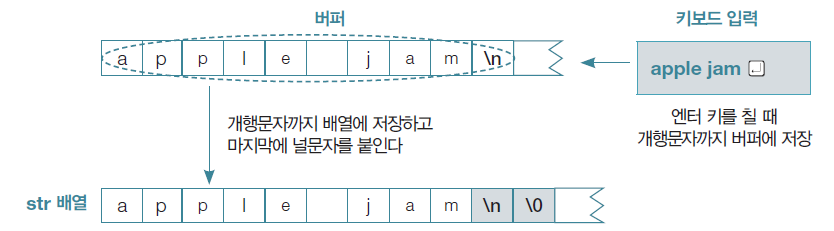 버퍼
키보드 입력
a p p l e j a m \n
apple jam
개행문자까지 배열에 저장하고
마지막에 널문자를 붙인다
엔터 키를 칠 때
개행문자까지 버퍼에 저장
str 배열
a p p l e j a m \n \0